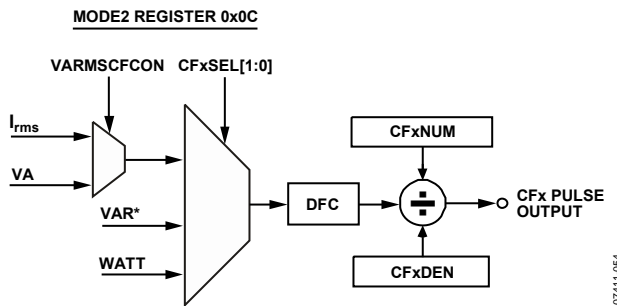 MODE2 REGISTER 0x0C
VARMSCFCON CFxSEL[1:0]
Irms
VA
VAR*
WATT
DFC
CFxNUM
÷
CFxDEN
CFx PULSE
OUTPUT
07411-054